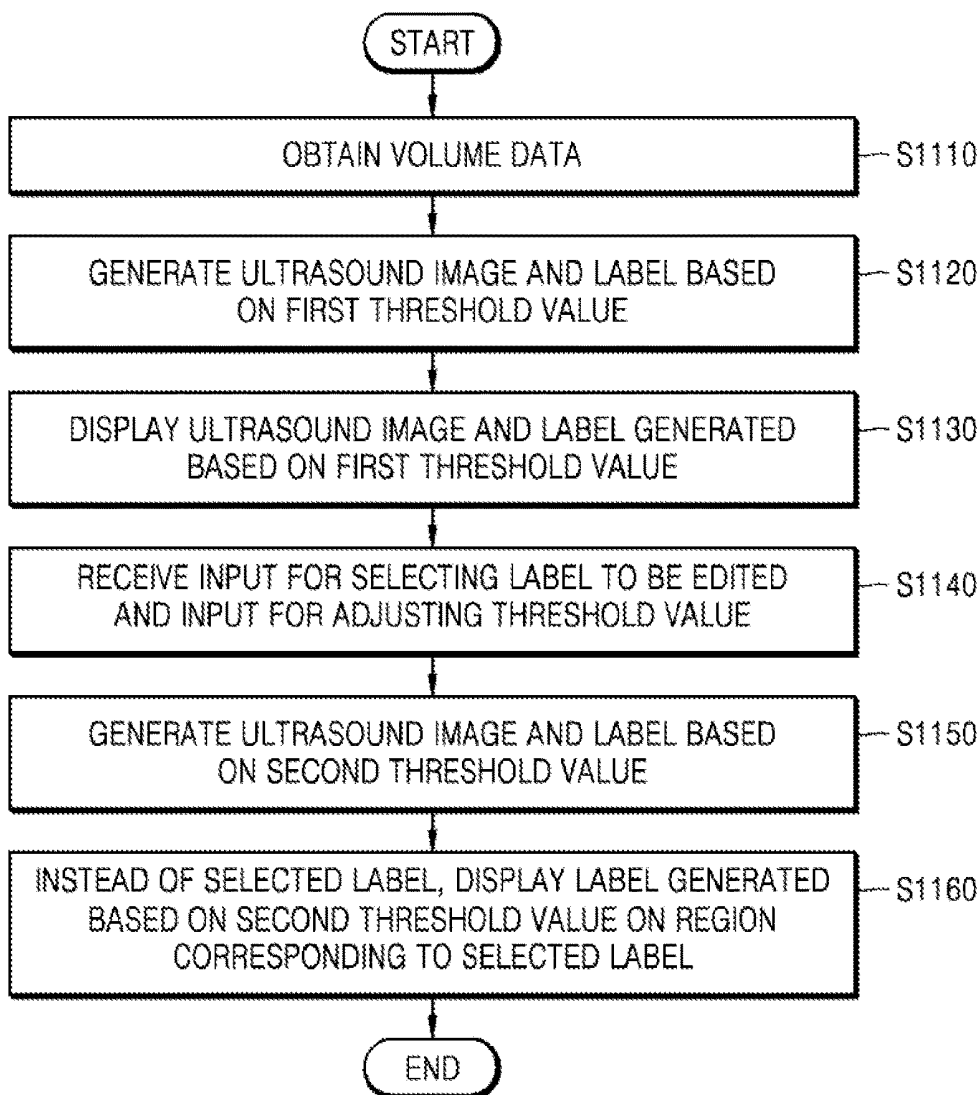 START
OBTAIN VOLUME DATA
S1110
GENERATE ULTRASOUND IMAGE AND LABEL BASED
ON FIRST THRESHOLD VALUE
S1120
DISPLAY ULTRASOUND IMAGE AND LABEL GENERATED
BASED ON FIRST THRESHOLD VALUE
S1130
RECEIVE INPUT FOR SELECTING LABEL TO BE EDITED
AND INPUT FOR ADJUSTING THRESHOLD VALUE
S1140
GENERATE ULTRASOUND IMAGE AND LABEL BASED
ON SECOND THRESHOLD VALUE
S1150
INSTEAD OF SELECTED LABEL, DISPLAY LABEL GENERATED
BASED ON SECOND THRESHOLD VALUE ON REGION
CORRESPONDING TO SELECTED LABEL
S1160
END